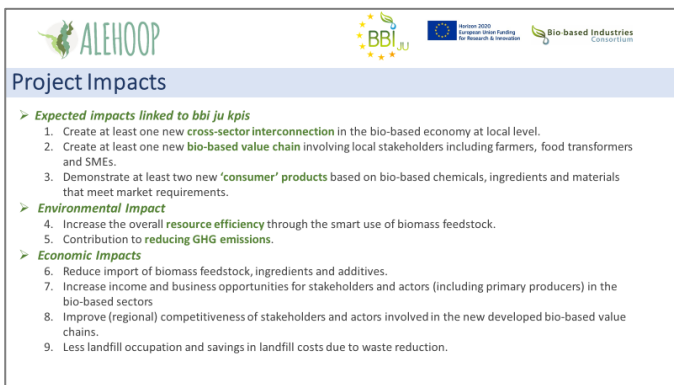 ALEHOOP
BBI JU
Horizon 2020
European Union Funding
for Research & Innovation
Bio-based Industries
Consortium
Project Impacts
➢ Expected impacts linked to bbi ju kpis
1. Create at least one new cross-sector interconnection in the bio-based economy at local level.
2. Create at least one new bio-based value chain involving local stakeholders including farmers, food transformers
and SMEs.
3. Demonstrate at least two new ‘consumer’ products based on bio-based chemicals, ingredients and materials
that meet market requirements.
➢ Environmental Impact
4. Increase the overall resource efficiency through the smart use of biomass feedstock.
5. Contribution to reducing GHG emissions.
➢ Economic Impacts
6. Reduce import of biomass feedstock, ingredients and additives.
7. Increase income and business opportunities for stakeholders and actors (including primary producers) in the
bio-based sectors
8. Improve (regional) competitiveness of stakeholders and actors involved in the new developed bio-based value
chains.
9. Less landfill occupation and savings in landfill costs due to waste reduction.